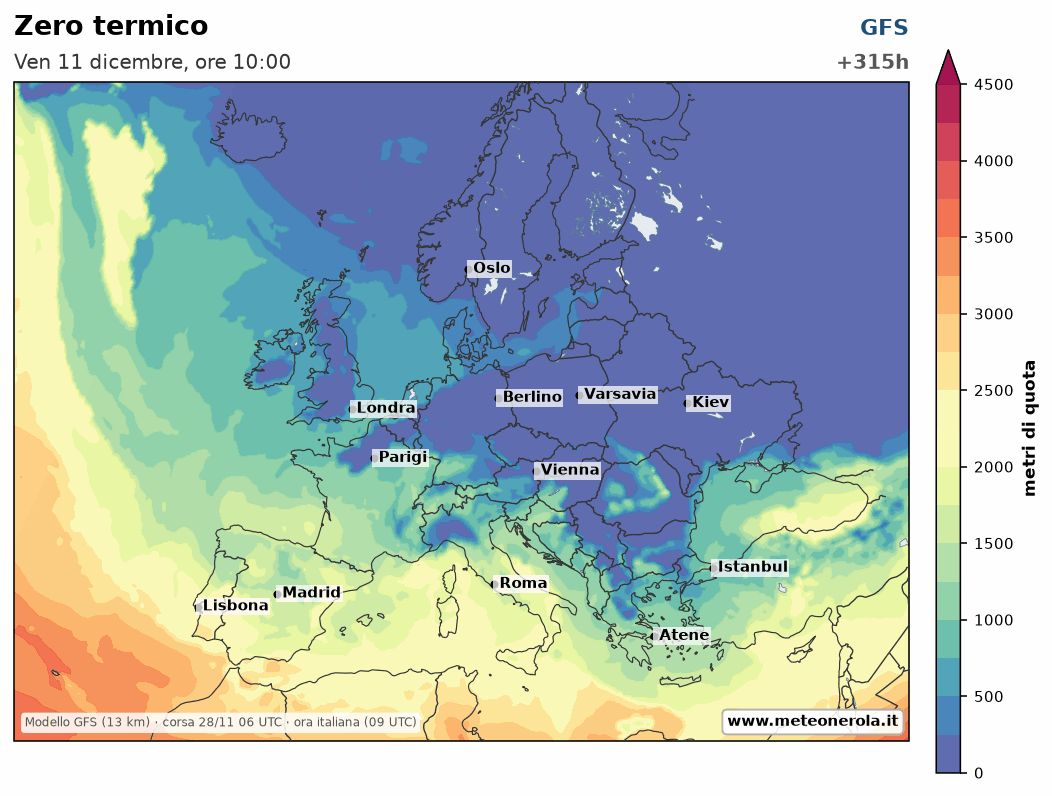 Zero termico
GFS
Ven 11 dicembre, ore 10:00
+315h
4500
4000
3500
3000
2500
2000
1500
1000
500
0
metri di quota
Oslo
Berlino
Varsavia
Kiev
Londra
Parigi
Vienna
Istanbul
Roma
Madrid
Lisbona
Atene
Modello GFS (13 km) · corsa 28/11 06 UTC · ora italiana (09 UTC)
www.meteonerola.it